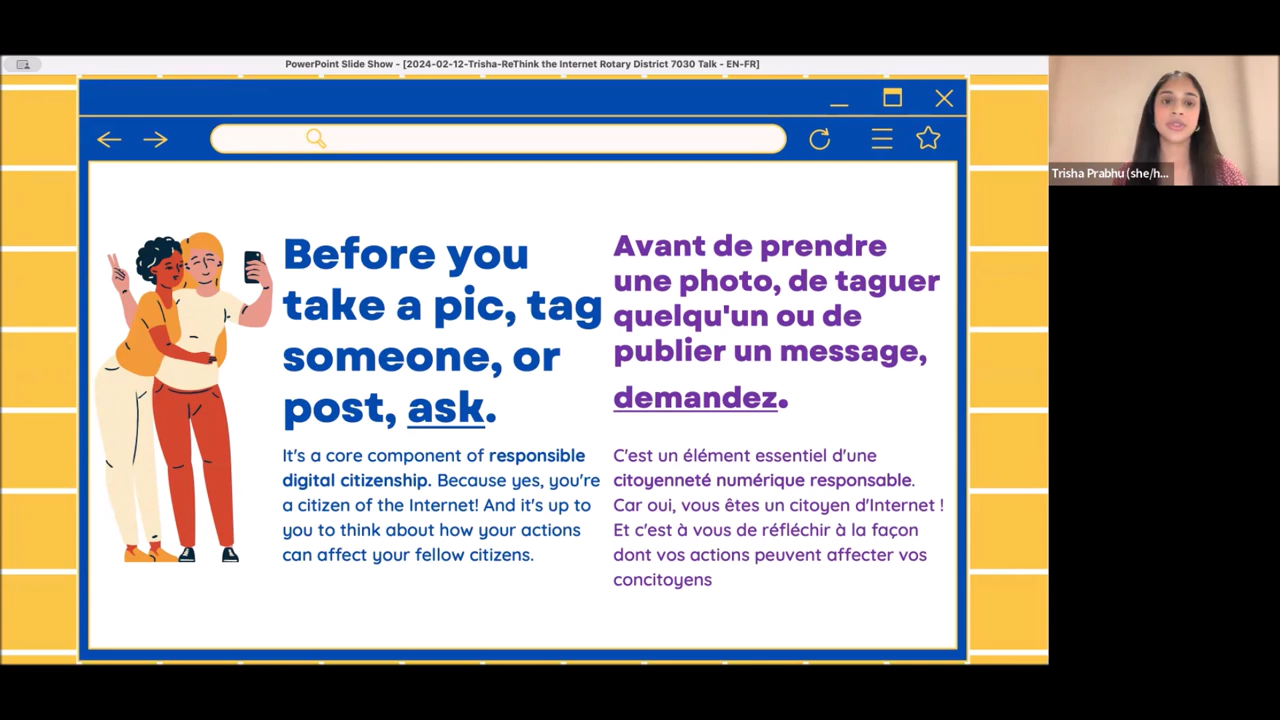 PowerPoint Slide Show - [2024-02-12-Trisha-ReThink the Internet Rotary District 7030 Talk - EN-FR]
Trisha Prabhu (she/h...
Before you
take a pic, tag
someone, or
post, ask.
It's a core component of responsible
digital citizenship. Because yes, you're
a citizen of the Internet! And it's up to
you to think about how your actions
can affect your fellow citizens.
Avant de prendre
une photo, de taguer
quelqu'un ou de
publier un message,
demandez.
C'est un élément essentiel d'une
citoyenneté numérique responsable.
Car oui, vous êtes un citoyen d'Internet !
Et c'est à vous de réfléchir à la façon
dont vos actions peuvent affecter vos
concitoyens